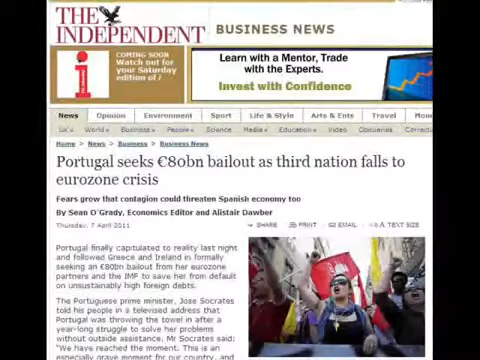 THE
INDEPENDENT
BUSINESS NEWS
COMING SOON
Watch out for
your Saturday
edition of i
i
Learn with a Mentor, Trade
with the Experts.
Invest with Confidence
News Opinion Environment Sport Life & Style Arts & Ents Travel
UK World Business People Science Media Education Video Obituaries
Home > News > Business > Business News
Portugal seeks €80bn bailout as third nation falls to
eurozone crisis
Fears grow that contagion could threaten Spanish economy too
By Sean O'Grady, Economics Editor and Alistair Dawber
Thursday, 7 April 2011
SHARE PRINT EMAIL TEXT SIZE
Portugal finally capitulated to reality last night
and followed Greece and Ireland in formally
seeking an €80bn bailout from her eurozone
partners and the IMF to save her from default
on unsustainably high foreign debts.
The Portuguese prime minister, Jose Socrates
told his people in a televised address that
Portugal was throwing the towel in after a
year-long struggle to solve her problems
without outside assistance. Mr Socrates said:
"We have reached the moment. This is an
especially grave moment for our country, and